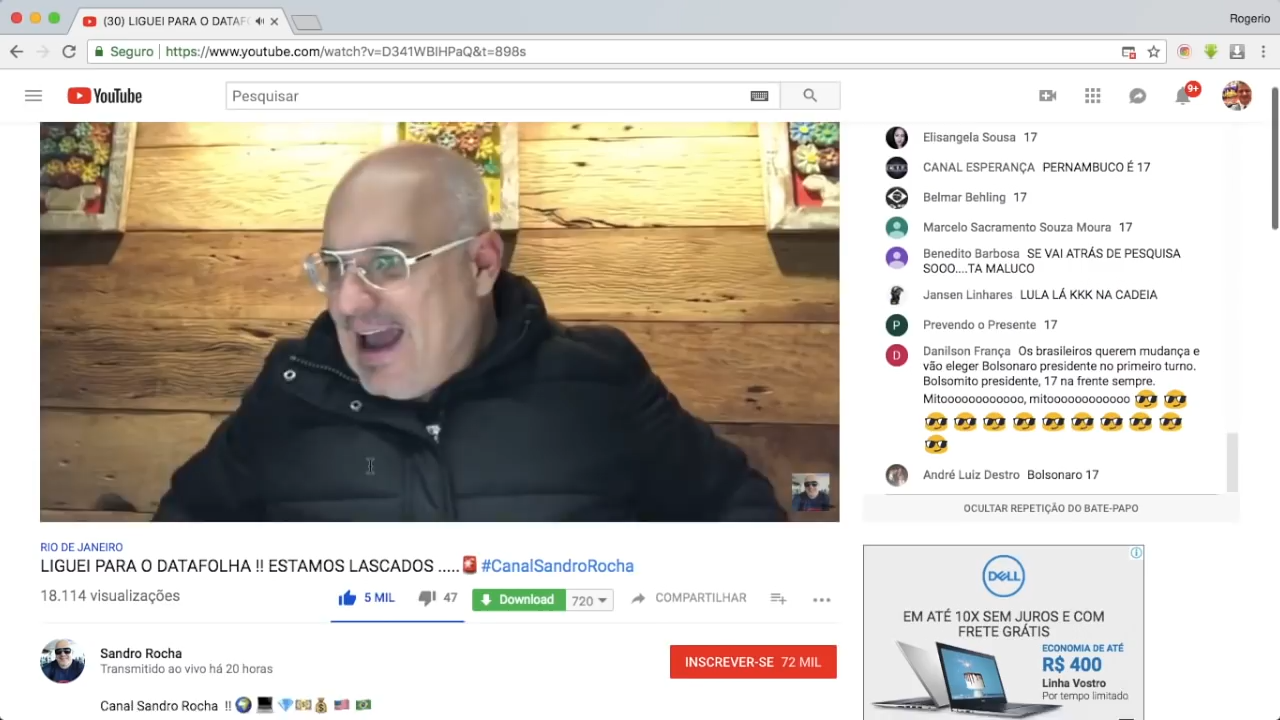 (30) LIGUEI PARA O DATAF
Rogerio
Seguro
https://www.youtube.com/watch?v=D341WBlHPaQ&t=898s
YouTube
Pesquisar
9+
Elisangela Sousa 17
CANAL ESPERANÇA PERNAMBUCO É 17
Belmar Behling 17
Marcelo Sacramento Souza Moura 17
Benedito Barbosa SE VAI ATRÁS DE PESQUISA
SOOO....TA MALUCO
Jansen Linhares LULA LÁ KKK NA CADEIA
P Prevendo o Presente 17
D Danilson França Os brasileiros querem mudança e
vão eleger Bolsonaro presidente no primeiro turno.
Bolsomito presidente, 17 na frente sempre.
Mitooooooooooo, mitoooooooooooo 😎 😎
😎 😎 😎 😎 😎 😎 😎 😎 😎
😎
André Luiz Destro Bolsonaro 17
OCULTAR REPETIÇÃO DO BATE-PAPO
RIO DE JANEIRO
LIGUEI PARA O DATAFOLHA !! ESTAMOS LASCADOS .....🚨 #CanalSandroRocha
18.114 visualizações
5 MIL
47
Download
720
COMPARTILHAR
Sandro Rocha
Transmitido ao vivo há 20 horas
INSCREVER-SE 72 MIL
Canal Sandro Rocha !! 🌍 💻 💎 💴 💰 🇺🇸 🇧🇷
DELL
EM ATÉ 10X SEM JUROS E COM
FRETE GRÁTIS
ECONOMIA DE ATÉ
R$ 400
Linha Vostro
Por tempo limitado